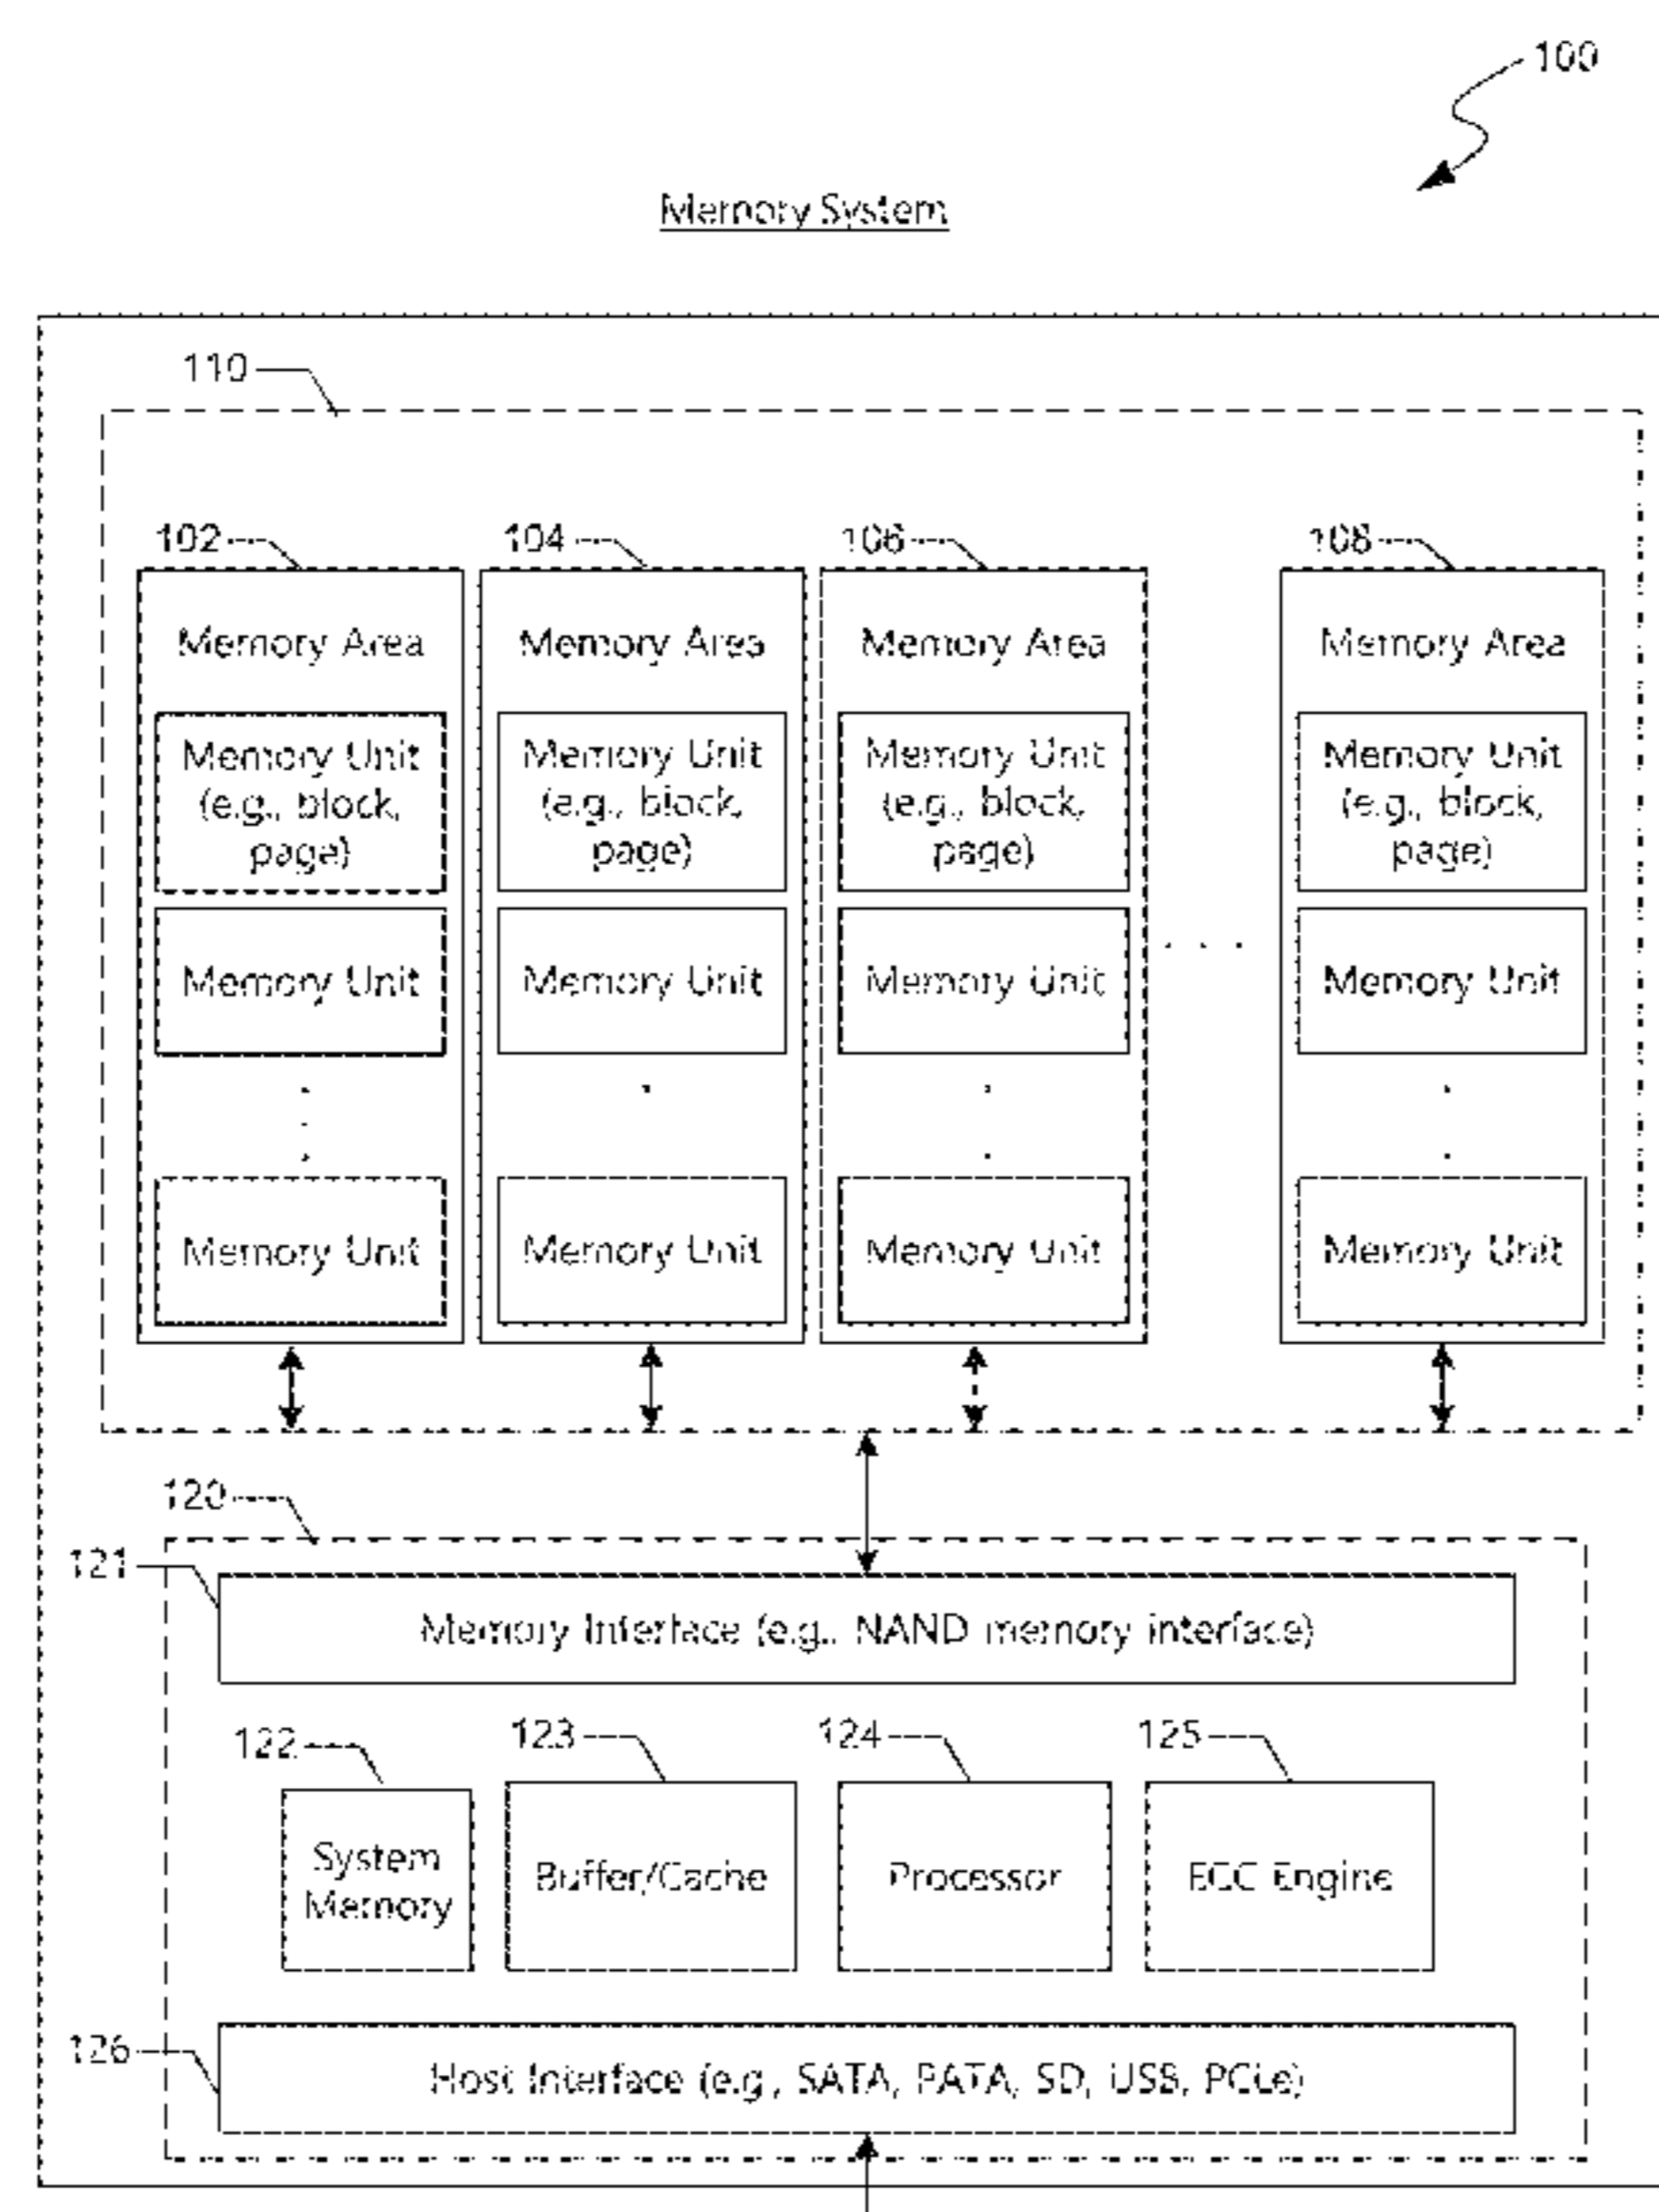 100
Memory System
110
102 104 106 108
Memory Area Memory Area Memory Area Memory Area
Memory Unit Memory Unit Memory Unit Memory Unit
(e.g., block, (e.g., block, (e.g., block, (e.g., block,
page) page) page) page)
Memory Unit Memory Unit Memory Unit Memory Unit
Memory Unit Memory Unit Memory Unit Memory Unit
120
121
Memory Interface (e.g., NAND memory interface)
122 123 124 125
System
Memory
Buffer/Cache Processor ECC Engine
126
Host Interface (e.g., SATA, PATA, SD, USB, PCIe)